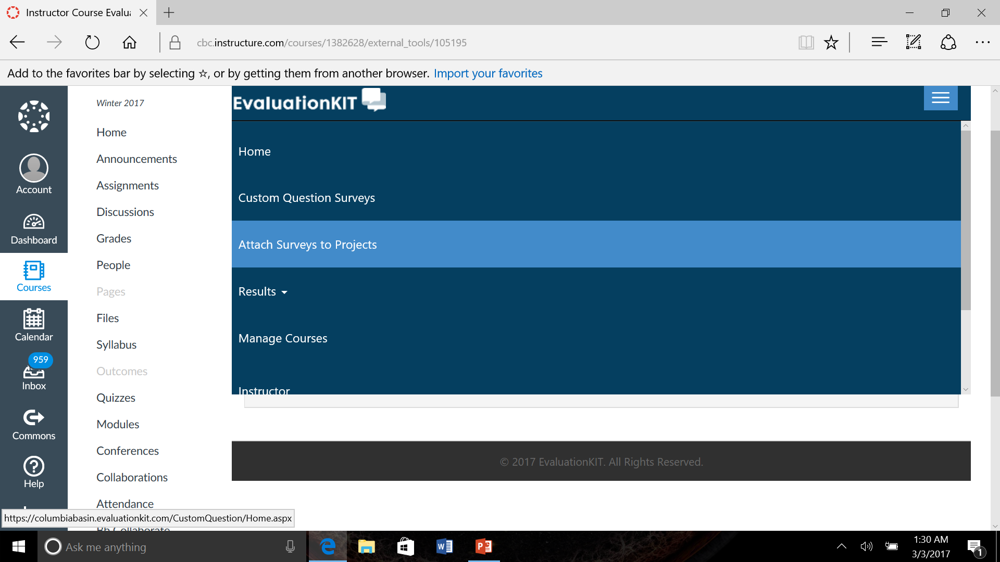 Instructor Course Evalu
cbc.instructure.com/courses/1382628/external_tools/105195
Add to the favorites bar by selecting ☆, or by getting them from another browser. Import your favorites
Account
Dashboard
Courses
Calendar
959
Inbox
Commons
Help
Winter 2017
Home
Announcements
Assignments
Discussions
Grades
People
Pages
Files
Syllabus
Outcomes
Quizzes
Modules
Conferences
Collaborations
Attendance
Bb Collaborate
EvaluationKIT
Home
Custom Question Surveys
Attach Surveys to Projects
Results
Manage Courses
Instructor
© 2017 EvaluationKIT. All Rights Reserved.
https://columbiabasin.evaluationkit.com/CustomQuestion/Home.aspx
Ask me anything
1:30 AM
3/3/2017
1